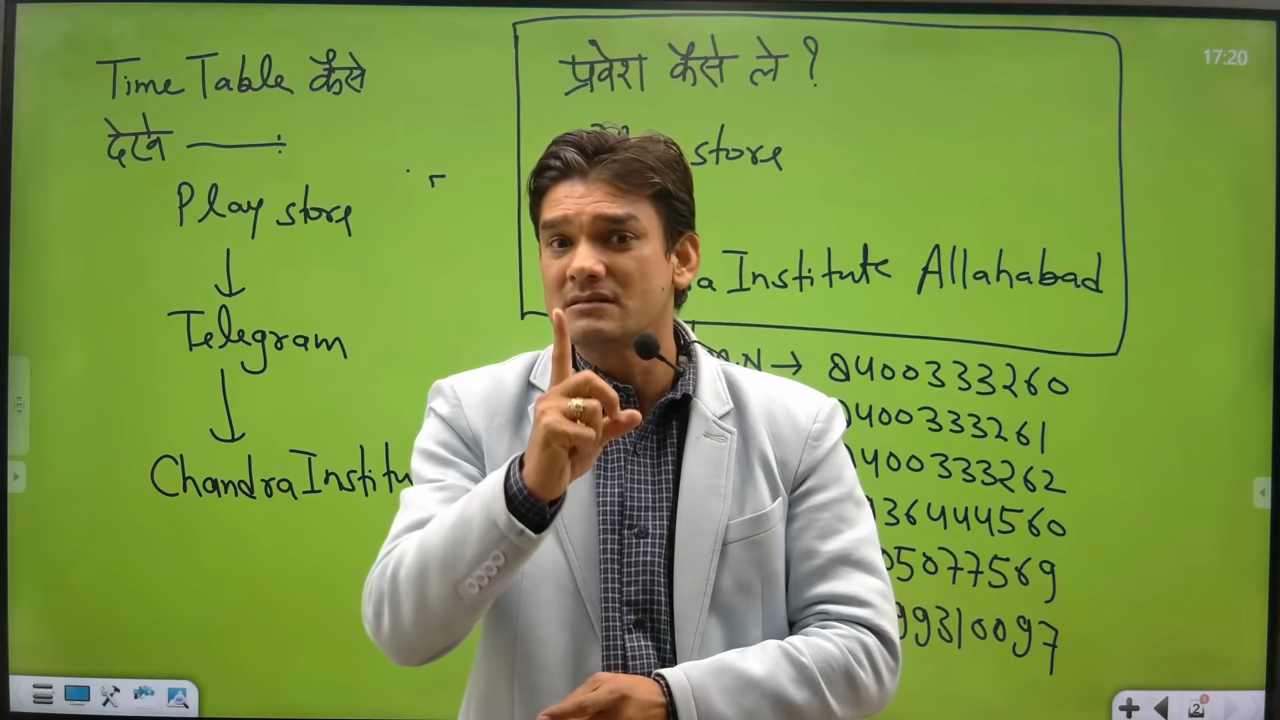 Time Table कैसे
देखे
Play store
Telegram
Chandra Institu
प्रवेश कैसे ले ?
store
a Institute Allahabad
N → 8400333260
400333261
400333262
36444560
05077569
99310097
17:20
2